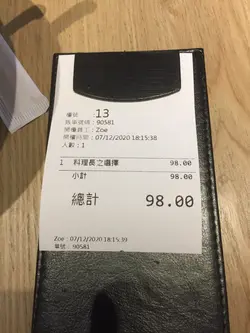 檯號 :13
賬單號碼 : 90581
開檯員工 : Zoe
開檯日期 : 07/12/2020 18:15:38
人數 : 1
1 料理長之選擇 98.00
小計 98.00
總計 98.00
Zoe : 07/12/2020 18:15:39
單號 : 90581